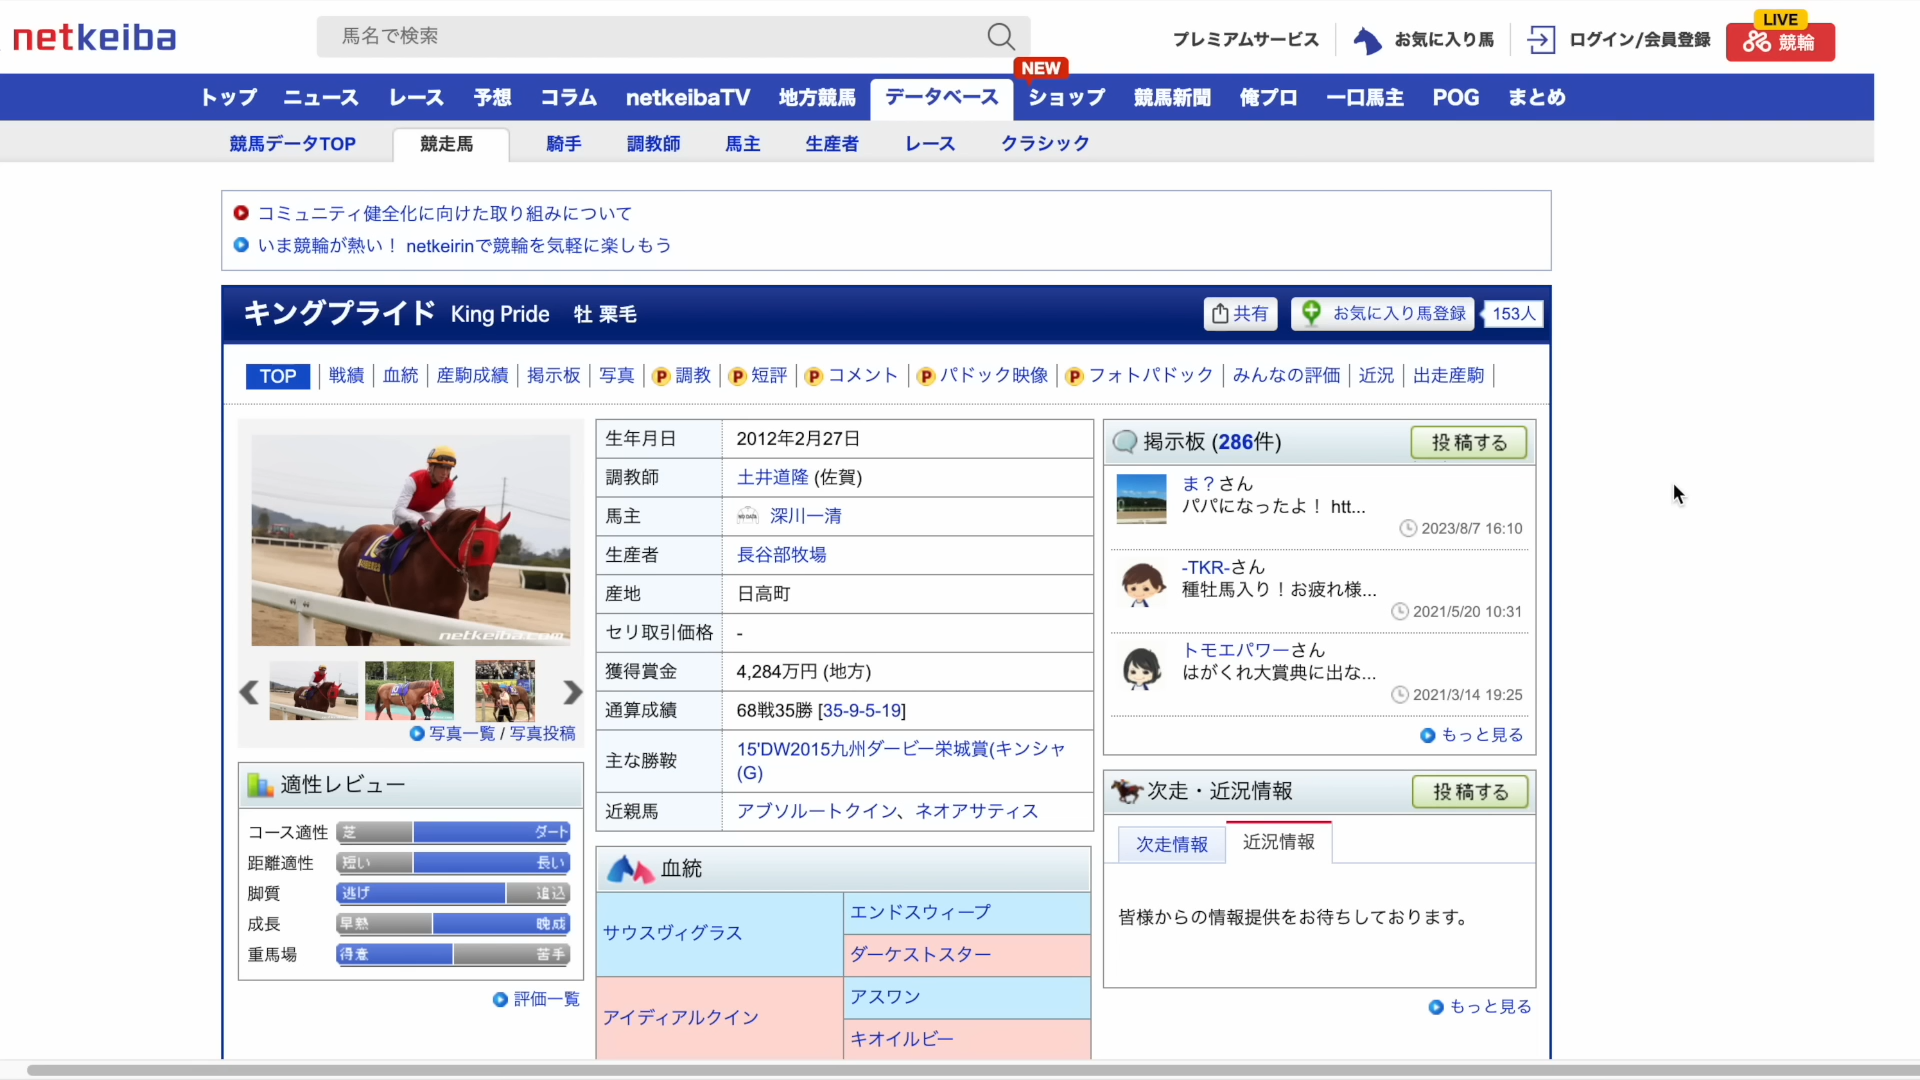 netkeiba
馬名で検索
プレミアムサービス
お気に入り馬
ログイン/会員登録
LIVE
競輪
NEW
トップ ニュース レース 予想 コラム netkeibaTV 地方競馬 データベース ショップ 競馬新聞 俺プロ 一口馬主 POG まとめ
競馬データTOP 競走馬 騎手 調教師 馬主 生産者 レース クラシック
コミュニティ健全化に向けた取り組みについて
いま競輪が熱い！ netkeirinで競輪を気軽に楽しもう
キングプライド King Pride 牡 栗毛
共有
お気に入り馬登録
153人
TOP 戦績 血統 産駒成績 掲示板 写真 P 調教 P 短評 P コメント P パドック映像 P フォトパドック みんなの評価 近況 出走産駒
netkeiba.com
写真一覧 / 写真投稿
適性レビュー
コース適性 芝 ダート
距離適性 短い 長い
脚質 逃げ 追込
成長 早熟 晩成
重馬場 得意 苦手
評価一覧
生年月日 2012年2月27日
調教師 土井道隆 (佐賀)
馬主 NO DATA 深川一清
生産者 長谷部牧場
産地 日高町
セリ取引価格 -
獲得賞金 4,284万円 (地方)
通算成績 68戦35勝 [35-9-5-19]
主な勝鞍 15'DW2015九州ダービー栄城賞(キンシャ
(G)
近親馬 アブソルートクイン、ネオアサティス
血統
サウスヴィグラス
エンドスウィープ
ダーケストスター
アイディアルクイン
アスワン
キオイルビー
掲示板 (286件)
投稿する
ま？さん
パパになったよ！ htt...
2023/8/7 16:10
-TKR-さん
種牡馬入り！お疲れ様...
2021/5/20 10:31
トモエパワーさん
はがくれ大賞典に出な...
2021/3/14 19:25
もっと見る
次走・近況情報
投稿する
次走情報 近況情報
皆様からの情報提供をお待ちしております。
もっと見る